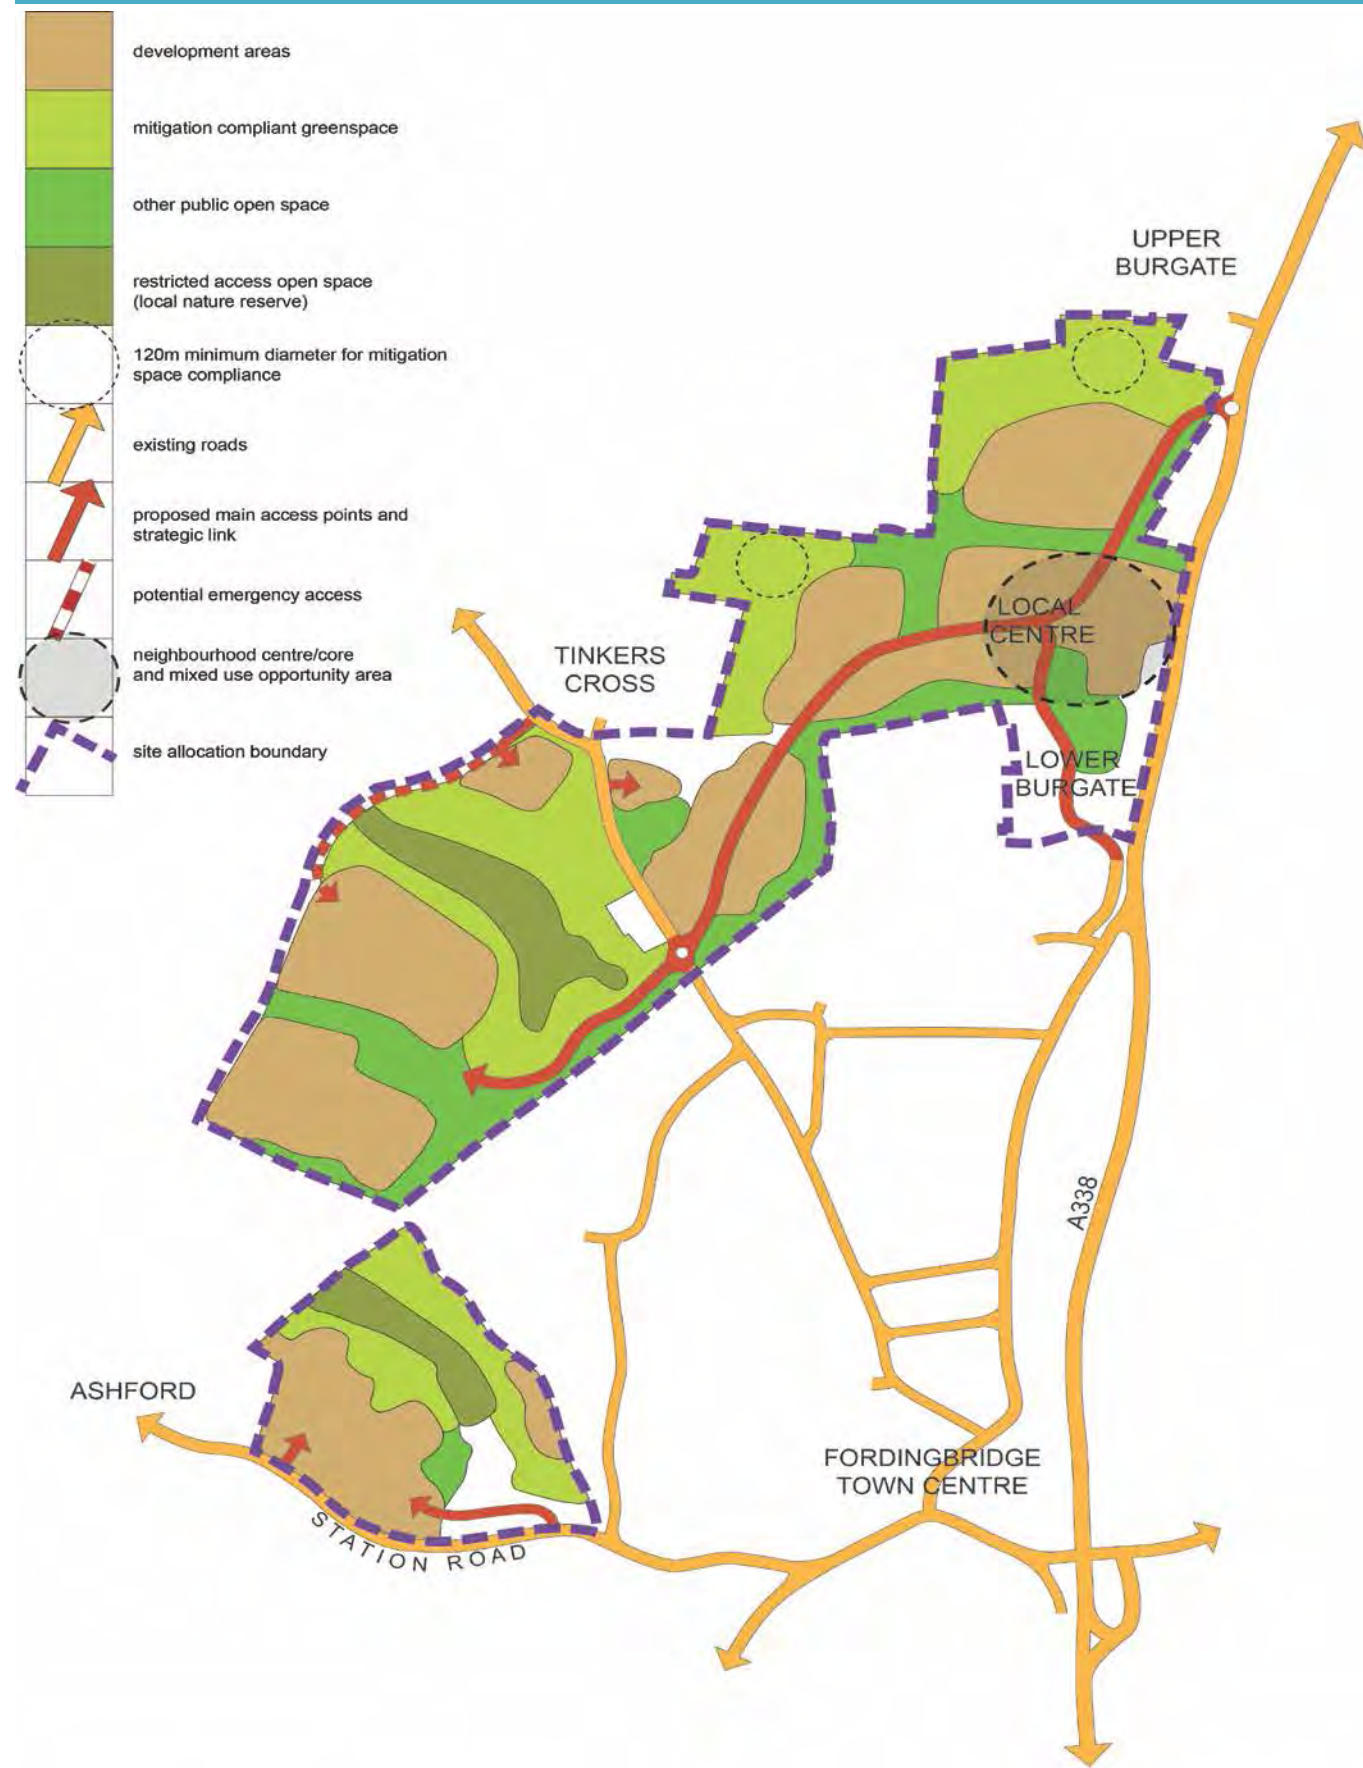 development areas
mitigation compliant greenspace
other public open space
restricted access open space
(local nature reserve)
120m minimum diameter for mitigation
space compliance
existing roads
proposed main access points and
strategic link
potential emergency access
neighbourhood centre/core
and mixed use opportunity area
site allocation boundary
UPPER
BURGATE
LOCAL
CENTRE
TINKERS
CROSS
LOWER
BURGATE
A338
ASHFORD
FORDINGBRIDGE
TOWN CENTRE
STATION ROAD